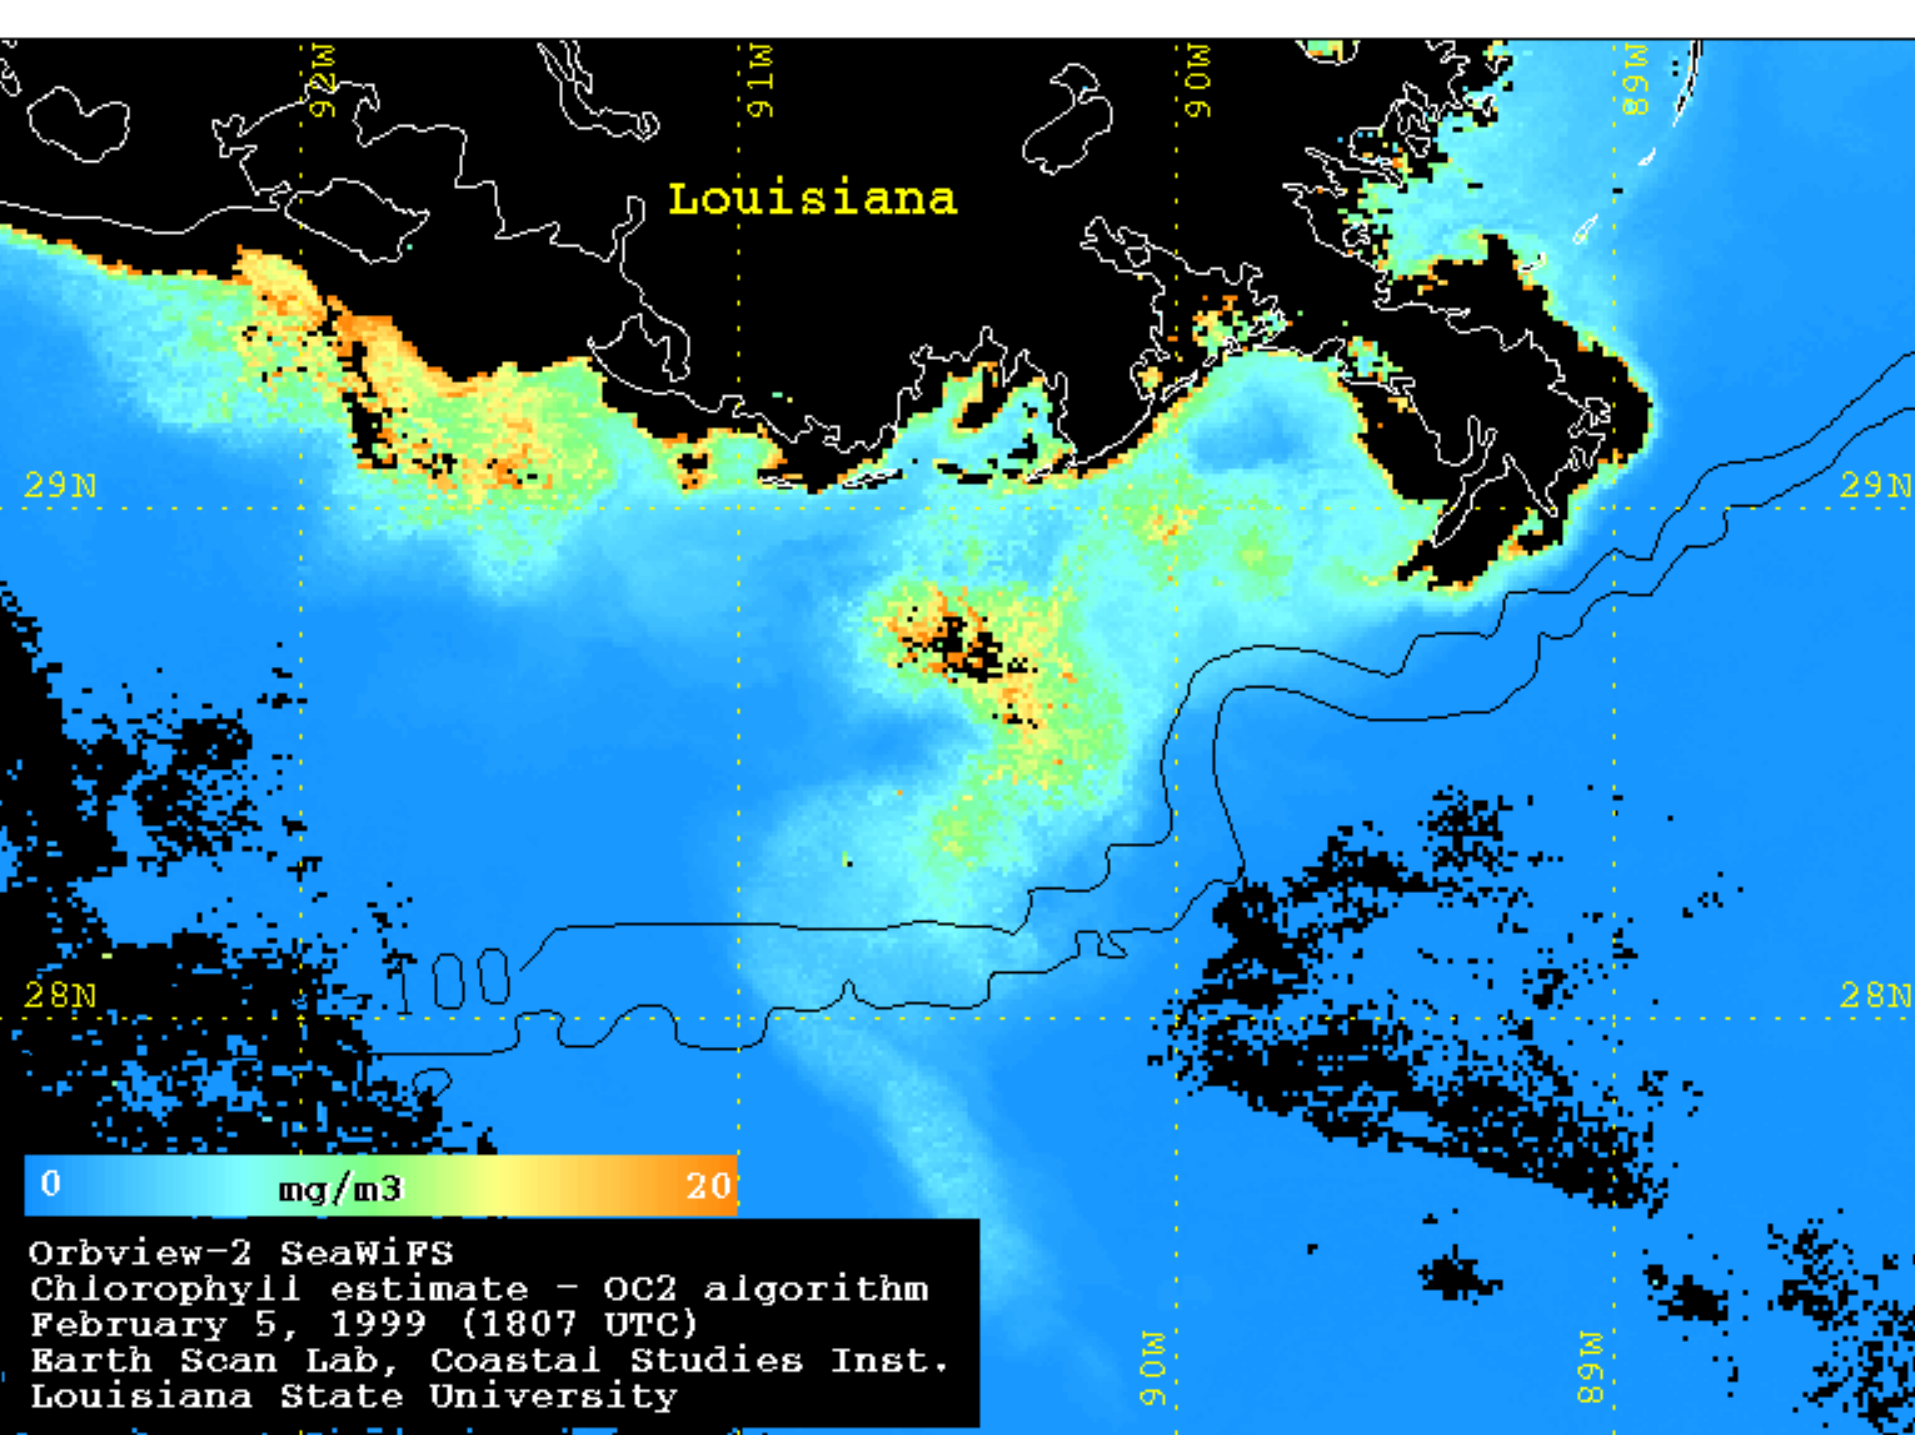 92W
91W
90W
89W
Louisiana
29N
29N
28N
28N
100
0
mg/m3
20
90W
89W
Orbview-2 SeaWiFS
Chlorophyll estimate - OC2 algorithm
February 5, 1999 (1807 UTC)
Earth Scan Lab, Coastal Studies Inst.
Louisiana State University